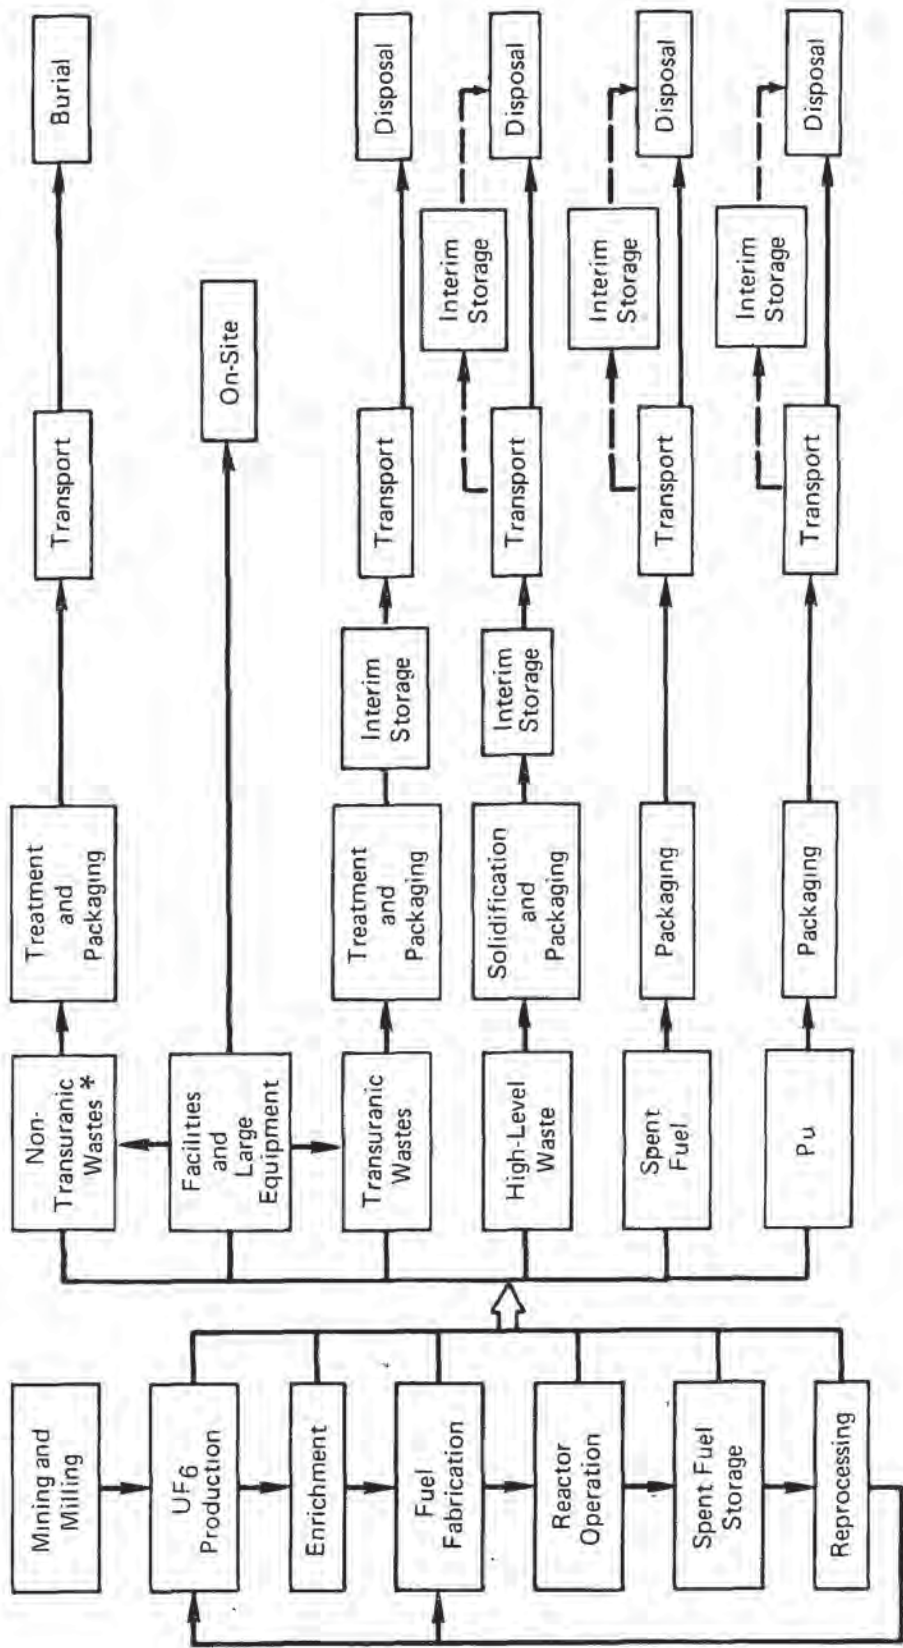 Mining and
Milling
UF6
Production
Enrichment
Fuel
Fabrication
Reactor
Operation
Spent Fuel
Storage
Reprocessing
Non-
Transuranic
Wastes *
Treatment
and
Packaging
Transport
Burial
Facilities
and
Large
Equipment
On-Site
Transuranic
Wastes
Treatment
and
Packaging
Interim
Storage
Transport
Disposal
High-Level
Waste
Solidification
and
Packaging
Interim
Storage
Transport
Interim
Storage
Disposal
Spent
Fuel
Packaging
Transport
Interim
Storage
Disposal
Pu
Packaging
Transport
Interim
Storage
Disposal